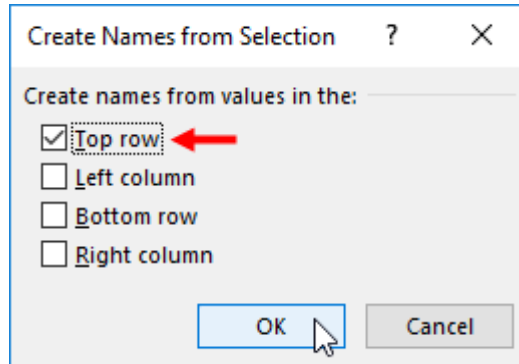 Create Names from Selection ? ×
Create names from values in the:
Top row
Left column
Bottom row
Right column
OK Cancel